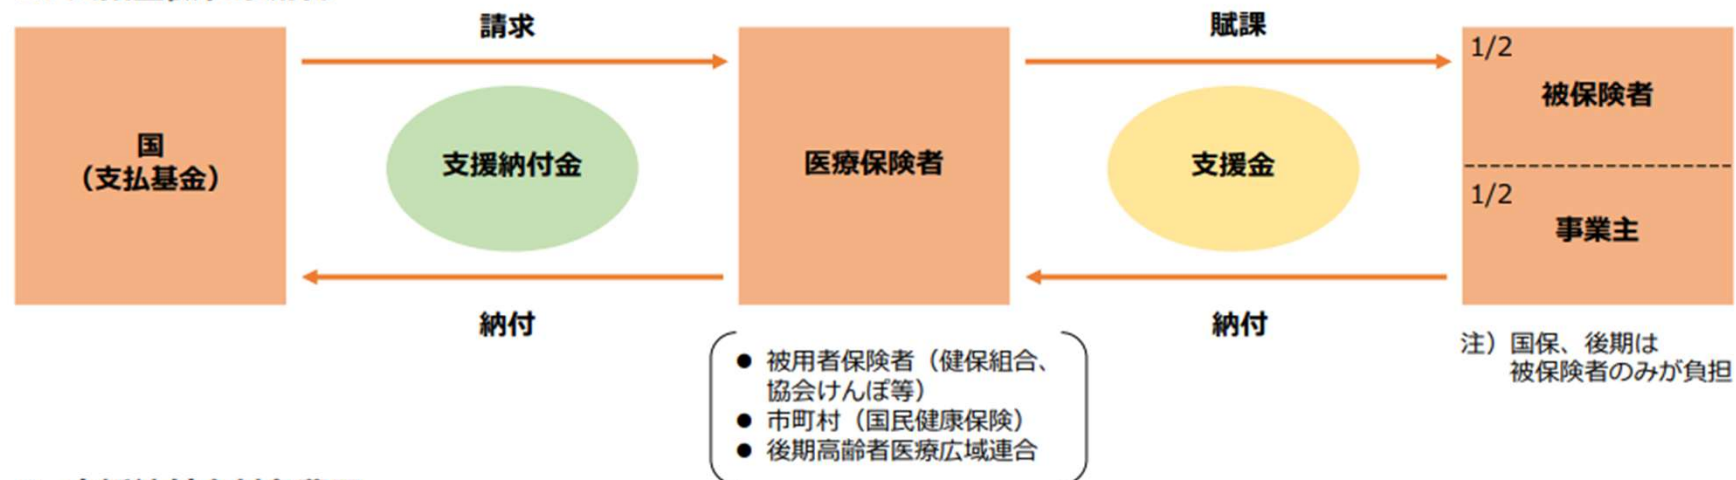 請求
賦課
国
（支払基金）
支援納付金
医療保険者
支援金
1/2
被保険者
1/2
事業主
納付
納付
● 被用者保険者（健保組合、
協会けんぽ等）
● 市町村（国民健康保険）
● 後期高齢者医療広域連合
注）国保、後期は
被保険者のみが負担